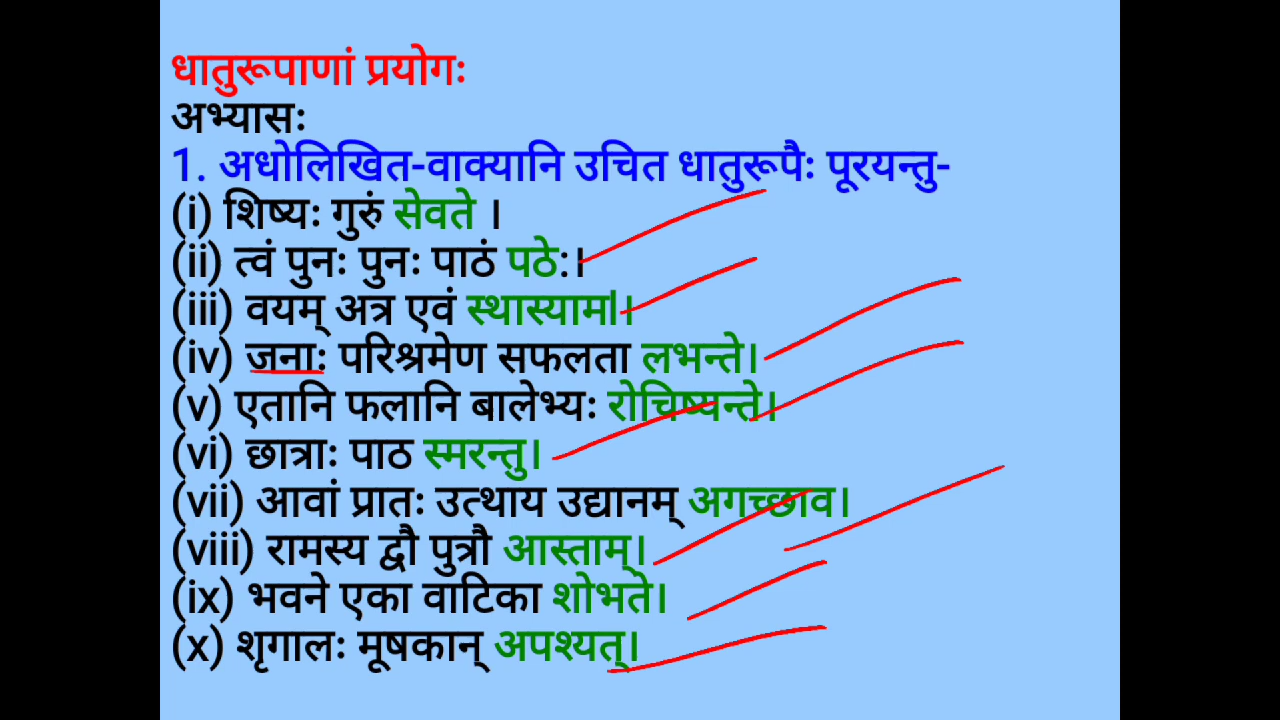 धातुरूपाणां प्रयोगः
अभ्यासः
1. अधोलिखित-वाक्यानि उचित धातुरूपैः पूरयन्तु-
(i) शिष्यः गुरुं सेवते ।
(ii) त्वं पुनः पुनः पाठं पठे:।
(iii) वयम् अत्र एवं स्थास्याम।।
(iv) जनाः परिश्रमेण सफलता लभन्ते।
(v) एतानि फलानि बालेभ्यः रोचिष्यन्ते।
(vi) छात्राः पाठ स्मरन्तु।
(vii) आवां प्रातः उत्थाय उद्यानम् अगच्छाव।
(viii) रामस्य द्वौ पुत्रौ आस्ताम्।
(ix) भवने एका वाटिका शोभते।
(x) शृगालः मूषकान् अपश्यत्।